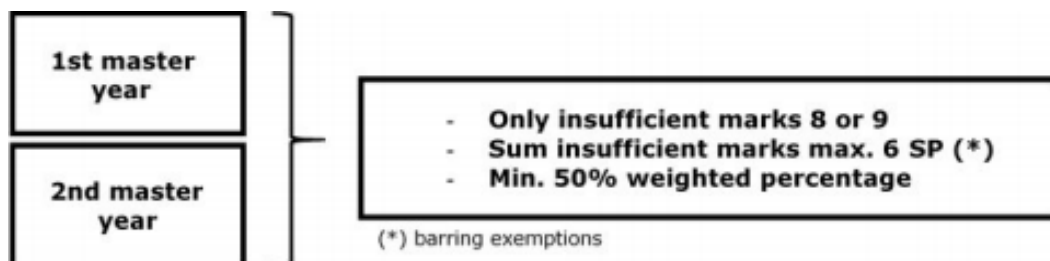 1st master
year
- Only insufficient marks 8 or 9
- Sum insufficient marks max. 6 SP (*)
- Min. 50% weighted percentage
2nd master
year
(*) barring exemptions